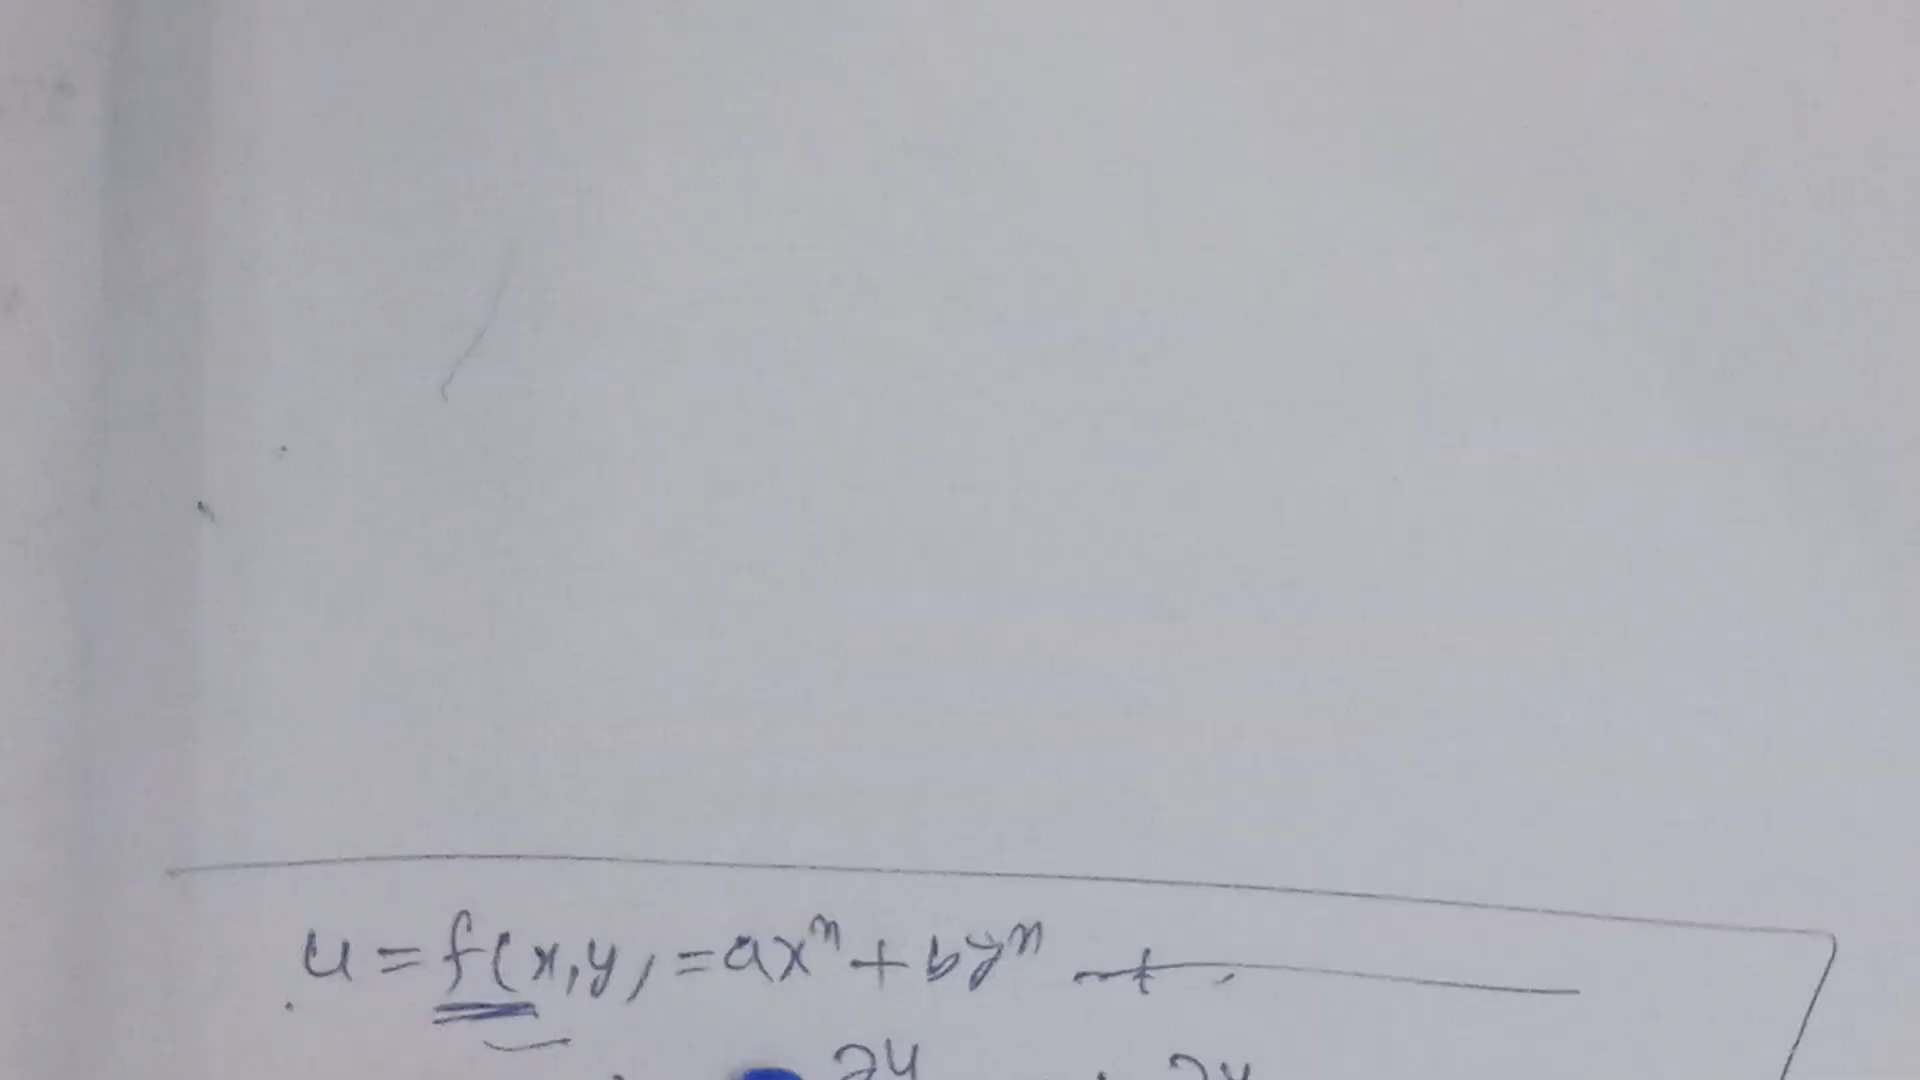 u = f(x,y) = axⁿ + byⁿ + 
∂u ∂u